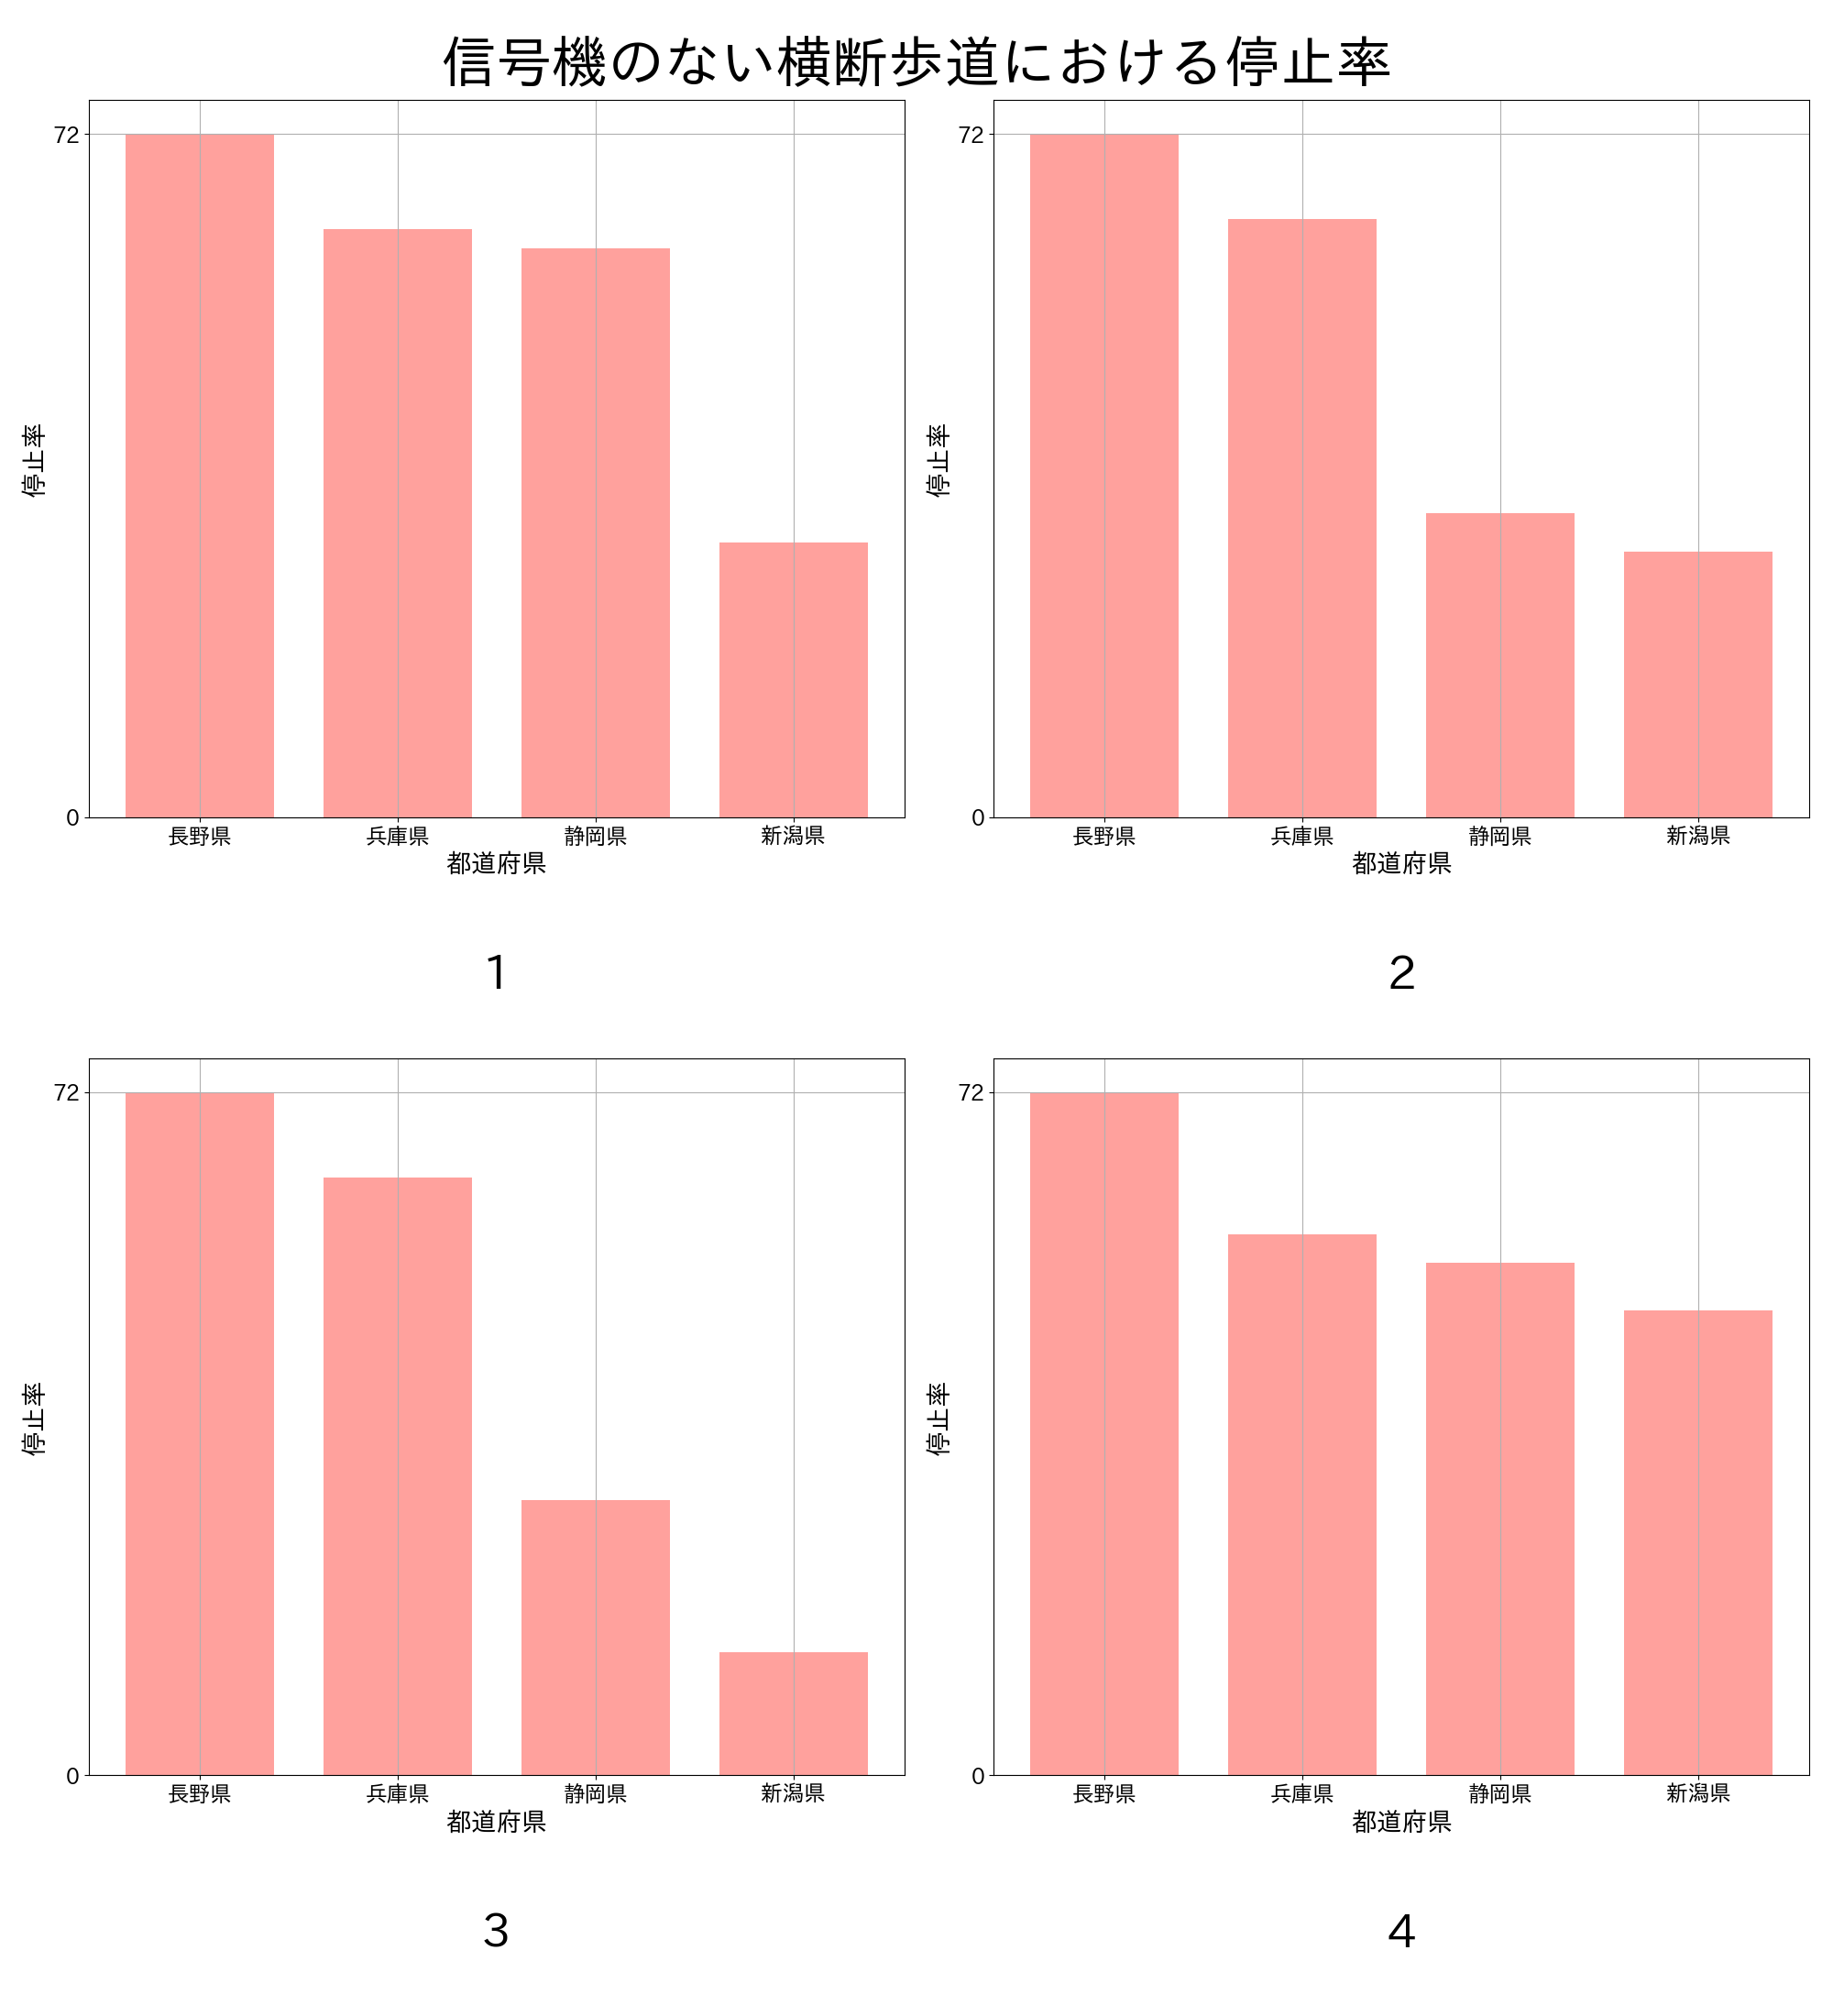 信号機のない横断歩道における停止率
72
0
停止率
長野県 兵庫県 静岡県 新潟県
都道府県
1
72
0
停止率
長野県 兵庫県 静岡県 新潟県
都道府県
2
72
0
停止率
長野県 兵庫県 静岡県 新潟県
都道府県
3
72
0
停止率
長野県 兵庫県 静岡県 新潟県
都道府県
4